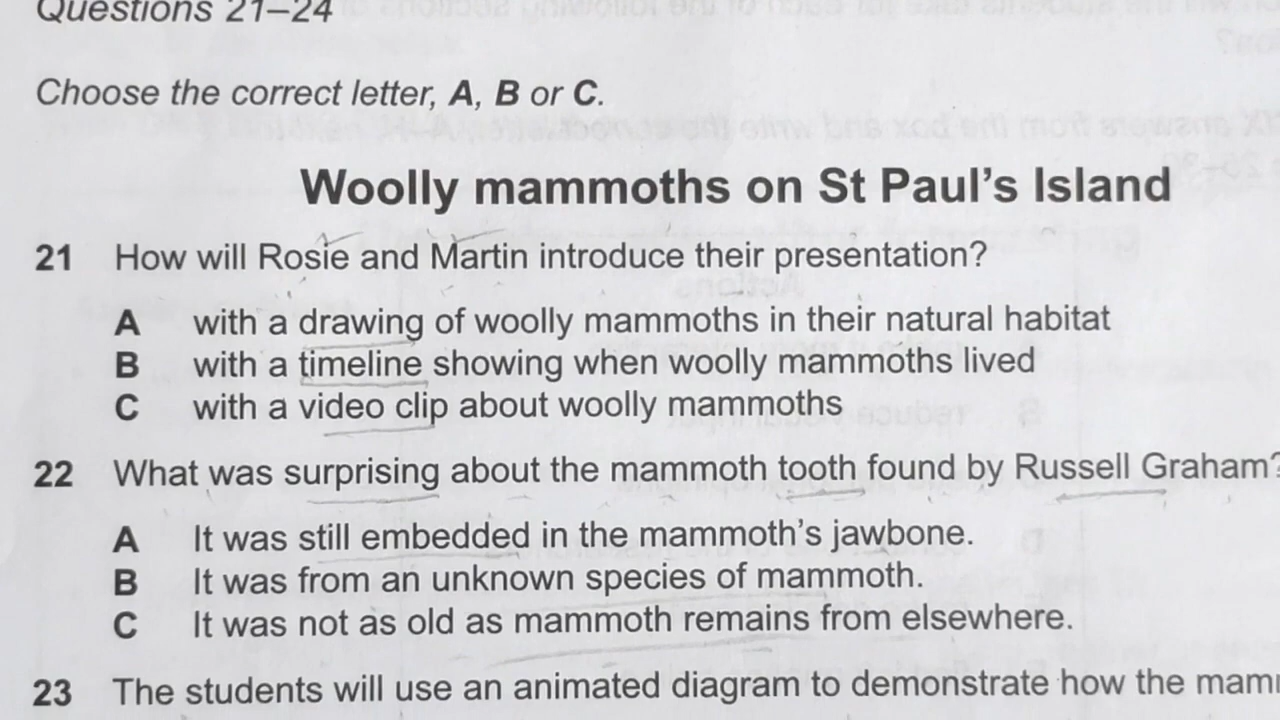 Questions 21–24
Choose the correct letter, A, B or C.
Woolly mammoths on St Paul's Island
21 How will Rosie and Martin introduce their presentation?
A with a drawing of woolly mammoths in their natural habitat
B with a timeline showing when woolly mammoths lived
C with a video clip about woolly mammoths
22 What was surprising about the mammoth tooth found by Russell Graham?
A It was still embedded in the mammoth's jawbone.
B It was from an unknown species of mammoth.
C It was not as old as mammoth remains from elsewhere.
23 The students will use an animated diagram to demonstrate how the